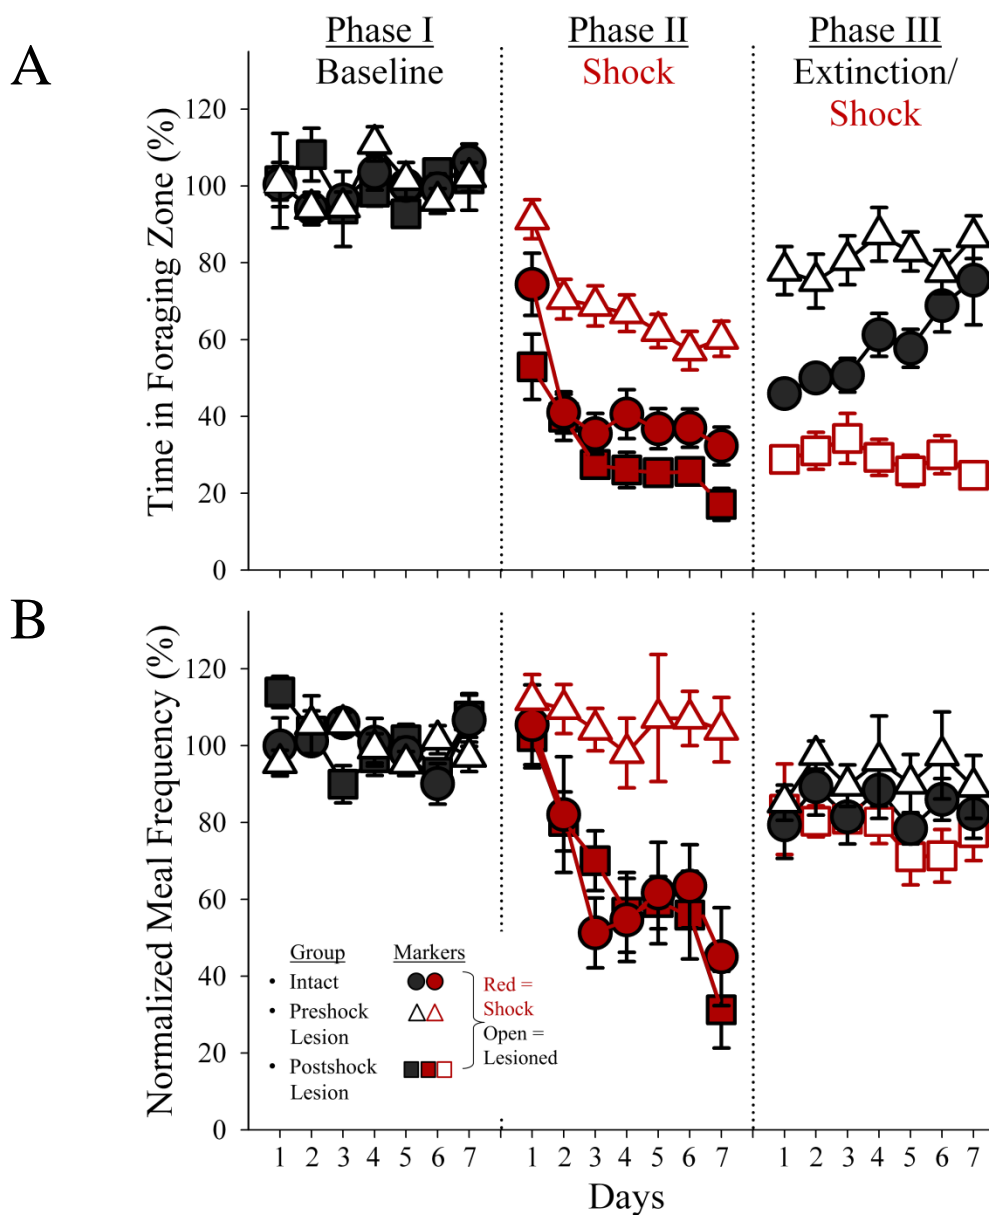 A
Phase I
Baseline
Phase II
Shock
Phase III
Extinction/
Shock
Time in Foraging Zone (%)
120
100
80
60
40
20
0
B
Normalized Meal Frequency (%)
120
100
80
60
40
20
0
Group
Markers
• Intact
• Preshock
Lesion
• Postshock
Lesion
Red =
Shock
Open =
Lesioned
1 2 3 4 5 6 7 1 2 3 4 5 6 7 1 2 3 4 5 6 7
Days